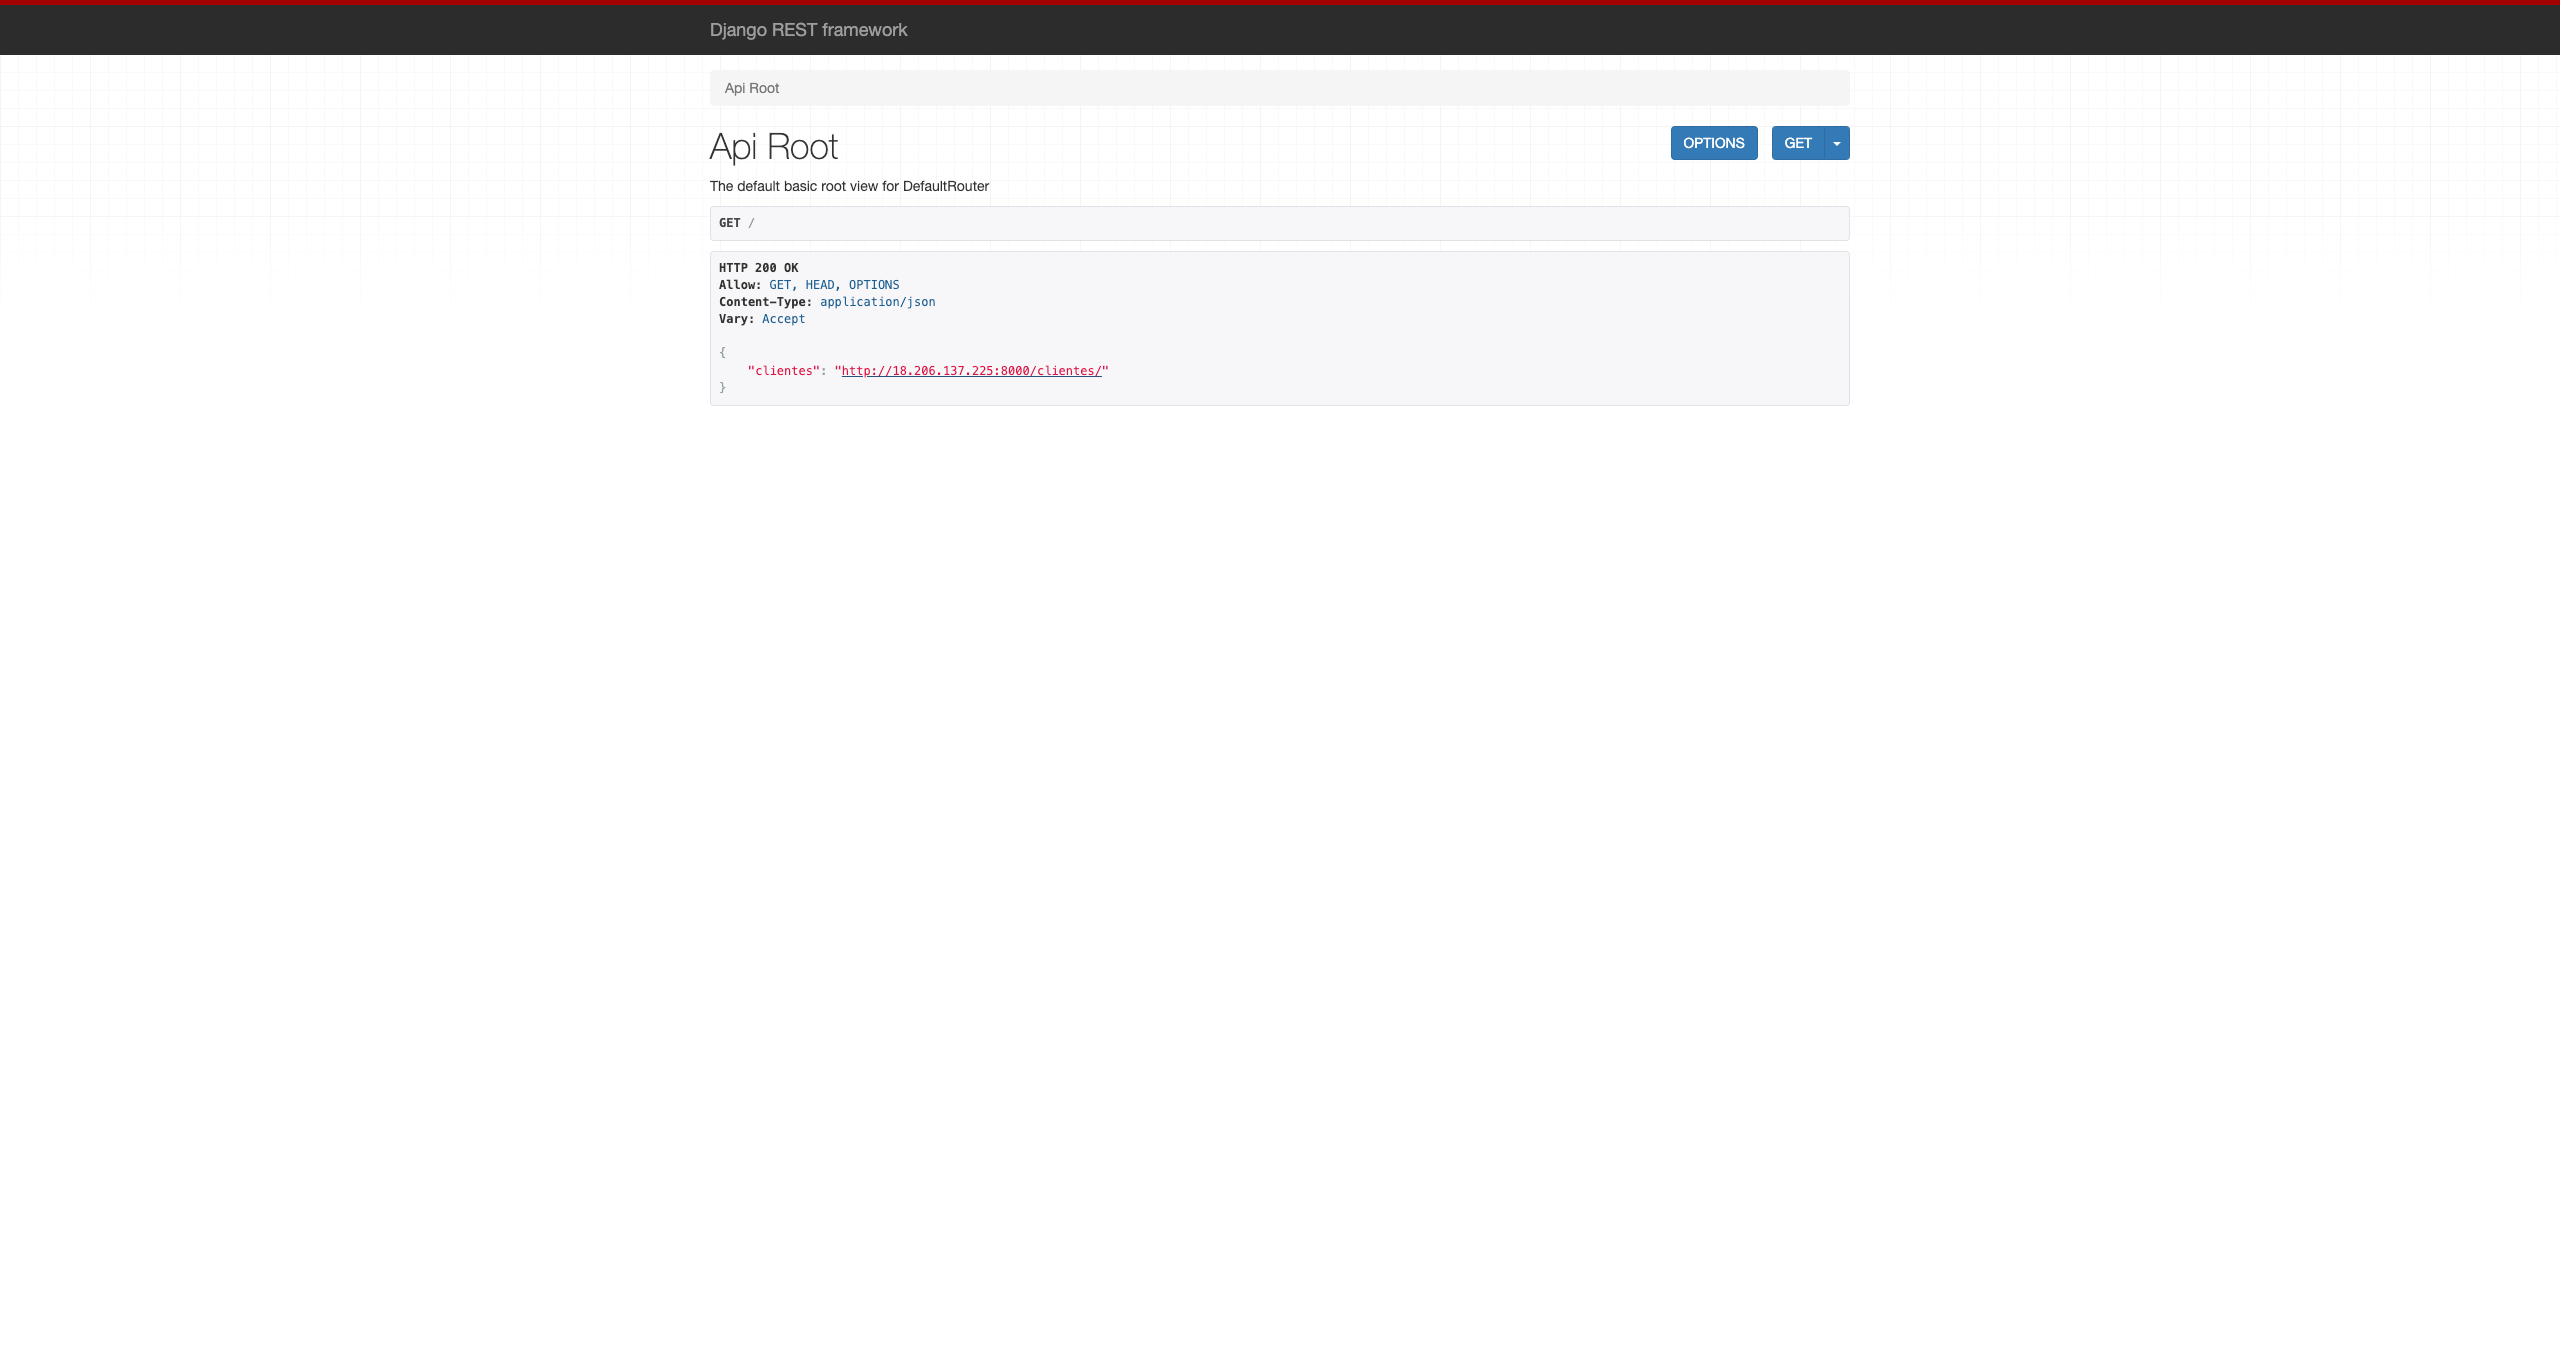 Django REST framework
Api Root
Api Root
OPTIONS
GET
The default basic root view for DefaultRouter
GET /
HTTP 200 OK
Allow: GET, HEAD, OPTIONS
Content-Type: application/json
Vary: Accept
{
    "clientes": "http://18.206.137.225:8000/clientes/"
}